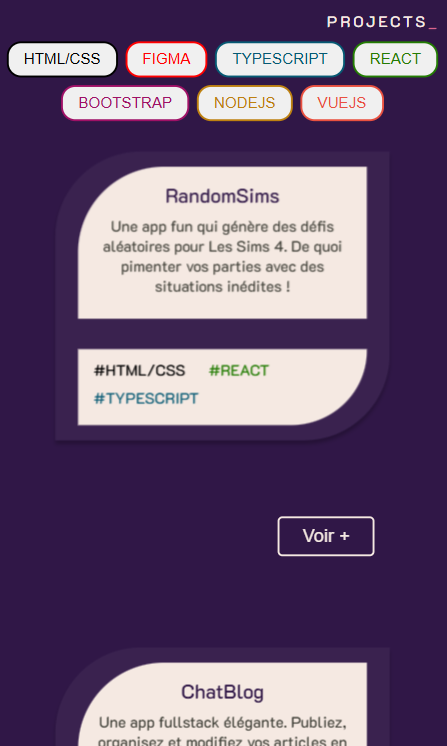 PROJECTS_
HTML/CSS FIGMA TYPESCRIPT REACT
BOOTSTRAP NODEJS VUEJS
RandomSims
Une app fun qui génère des défis
aléatoires pour Les Sims 4. De quoi
pimenter vos parties avec des
situations inédites !
#HTML/CSS #REACT
#TYPESCRIPT
Voir +
ChatBlog
Une app fullstack élégante. Publiez,
organisez et modifiez vos articles en